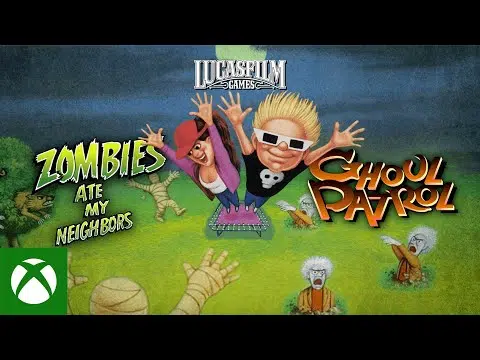 LUCASFILM
GAMES
ZOMBIES
ATE
MY
NEIGHBORS
GHOUL
PATROL